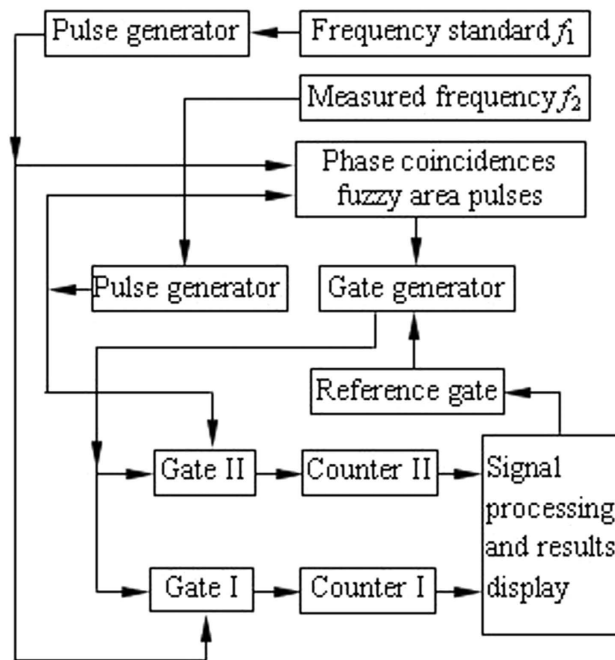 Pulse generator
Frequency standard f₁
Measured frequency f₂
Phase coincidences
fuzzy area pulses
Pulse generator
Gate generator
Reference gate
Gate II
Counter II
Signal
processing
and results
display
Gate I
Counter I